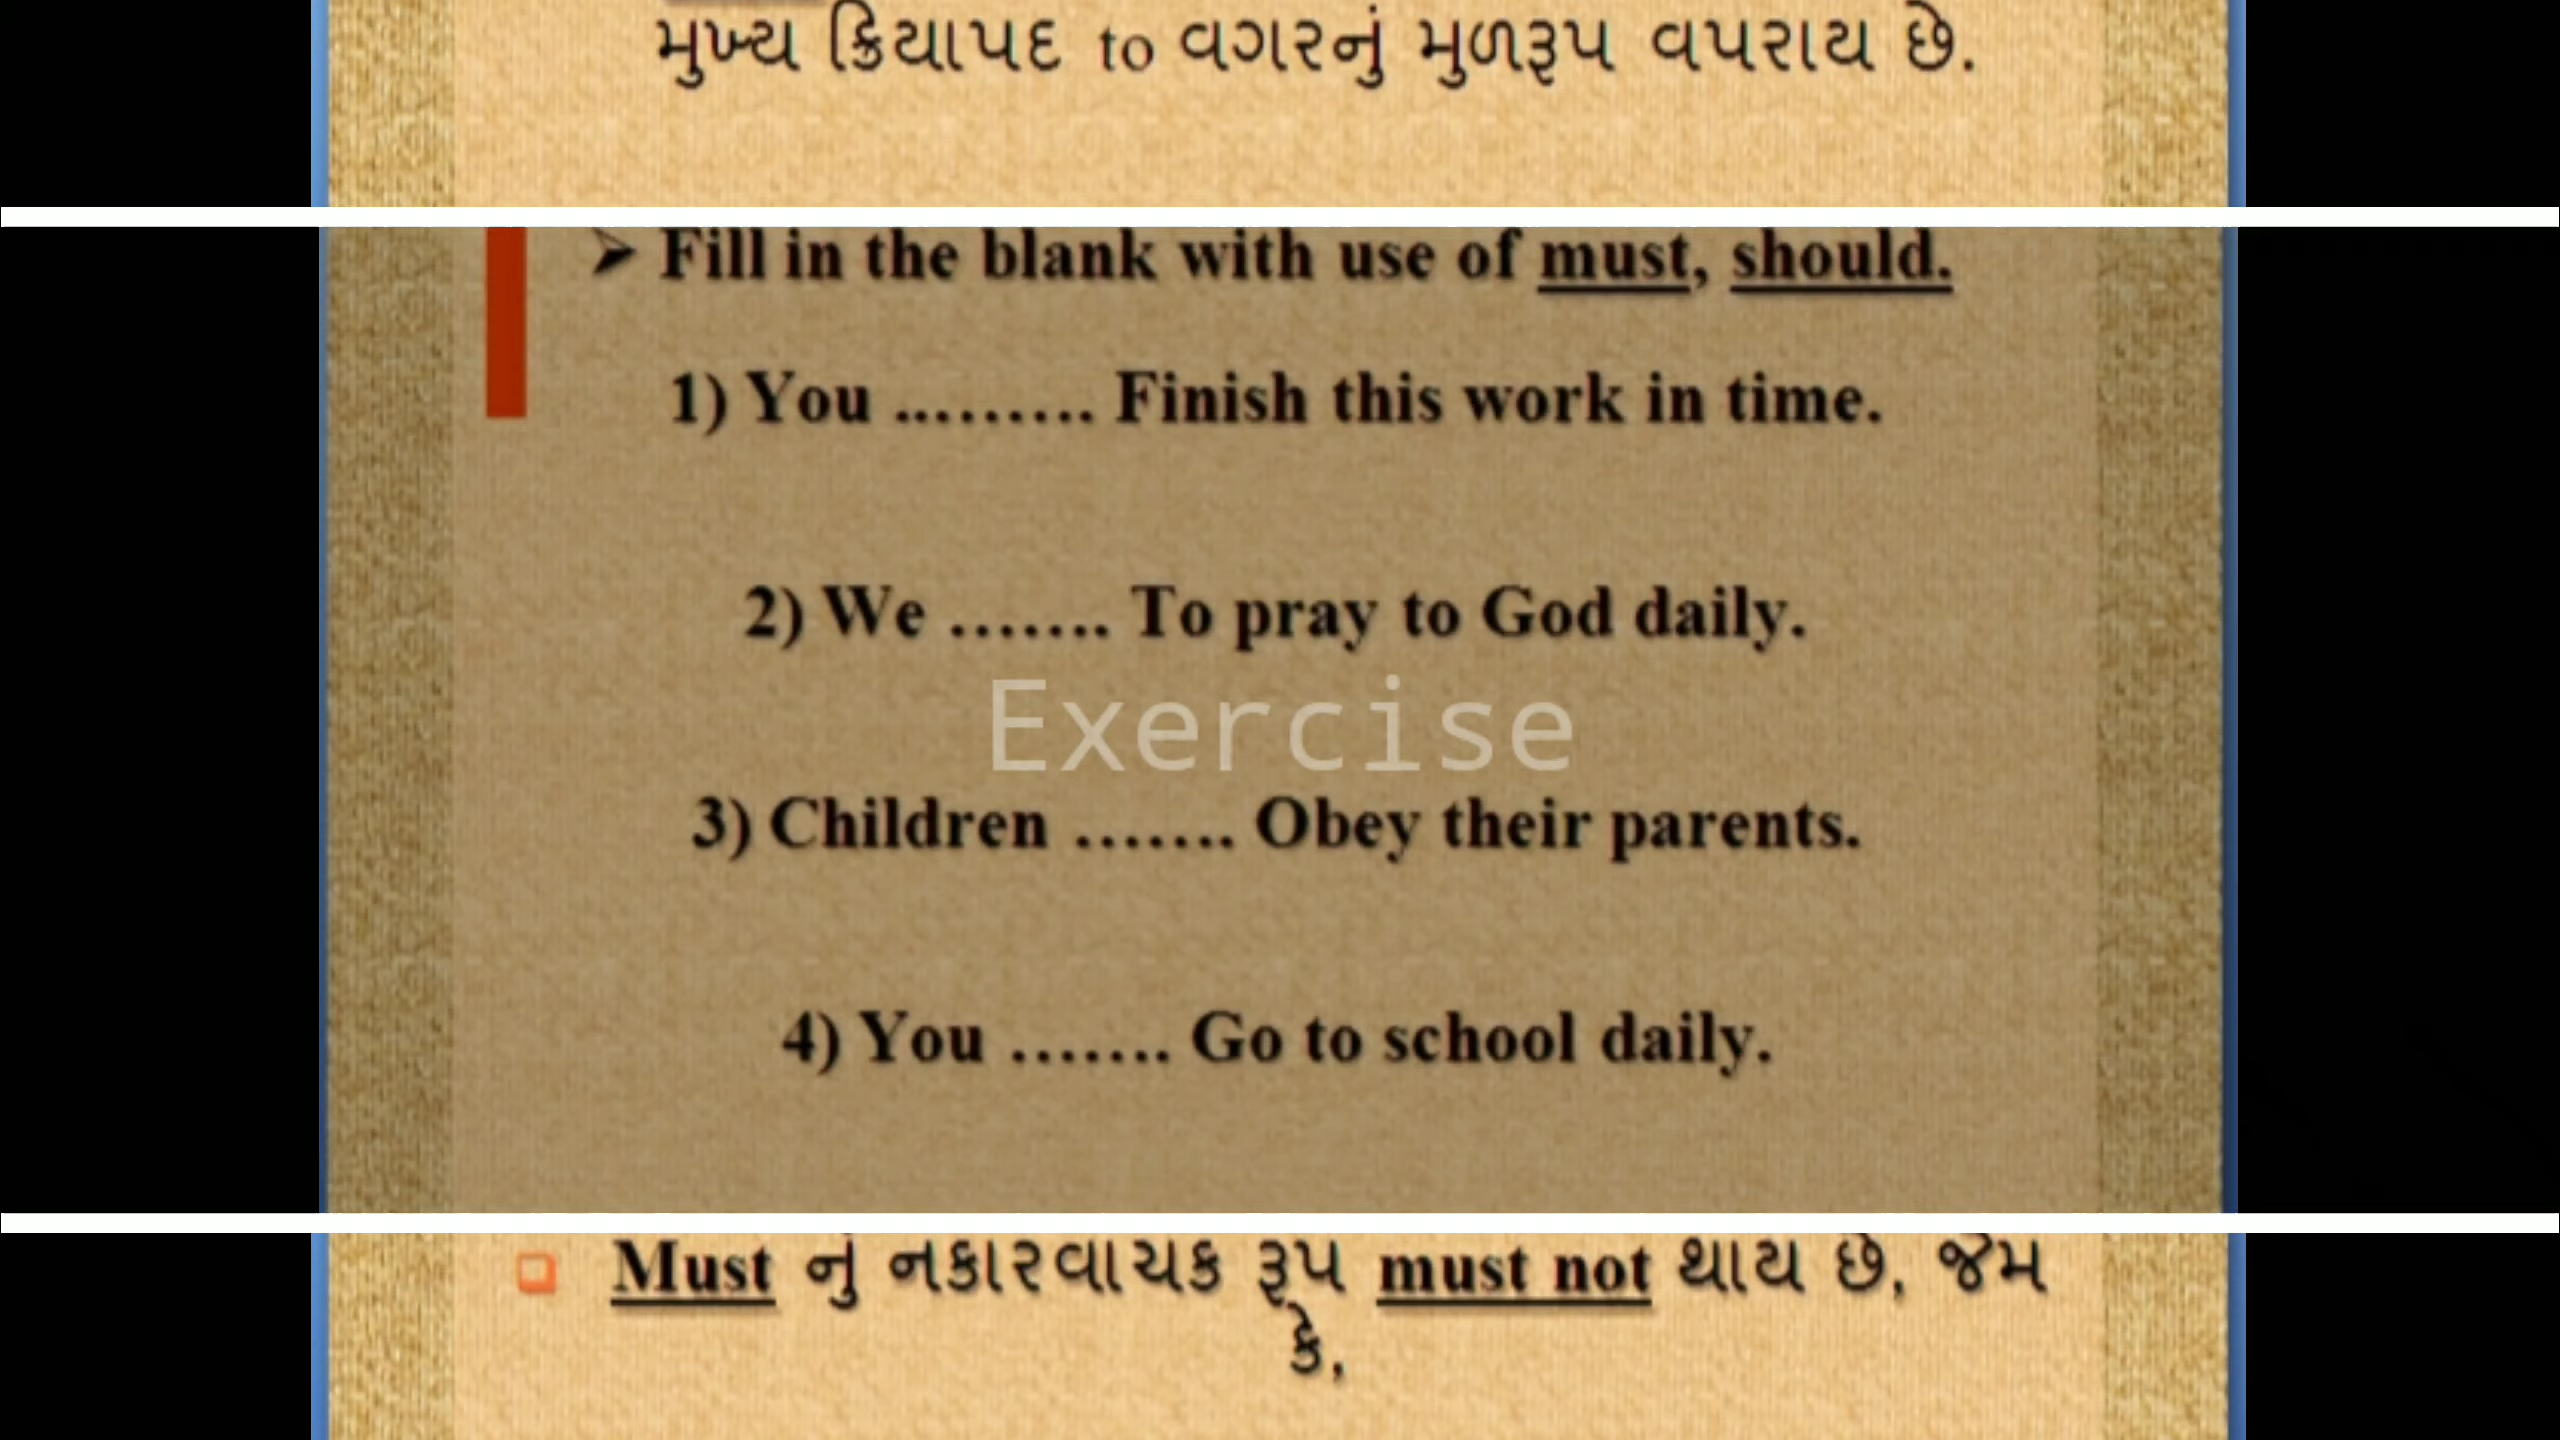 મુખ્ય ક્રિયાપદ to વગરનું મુળરૂપ વપરાય છે.
➤ Fill in the blank with use of must, should.
1) You ……… Finish this work in time.
2) We ……. To pray to God daily.
Exercise
3) Children ……. Obey their parents.
4) You ……. Go to school daily.
Must નું નકારવાચક રૂપ must not થાય છે, જેમ
કે,